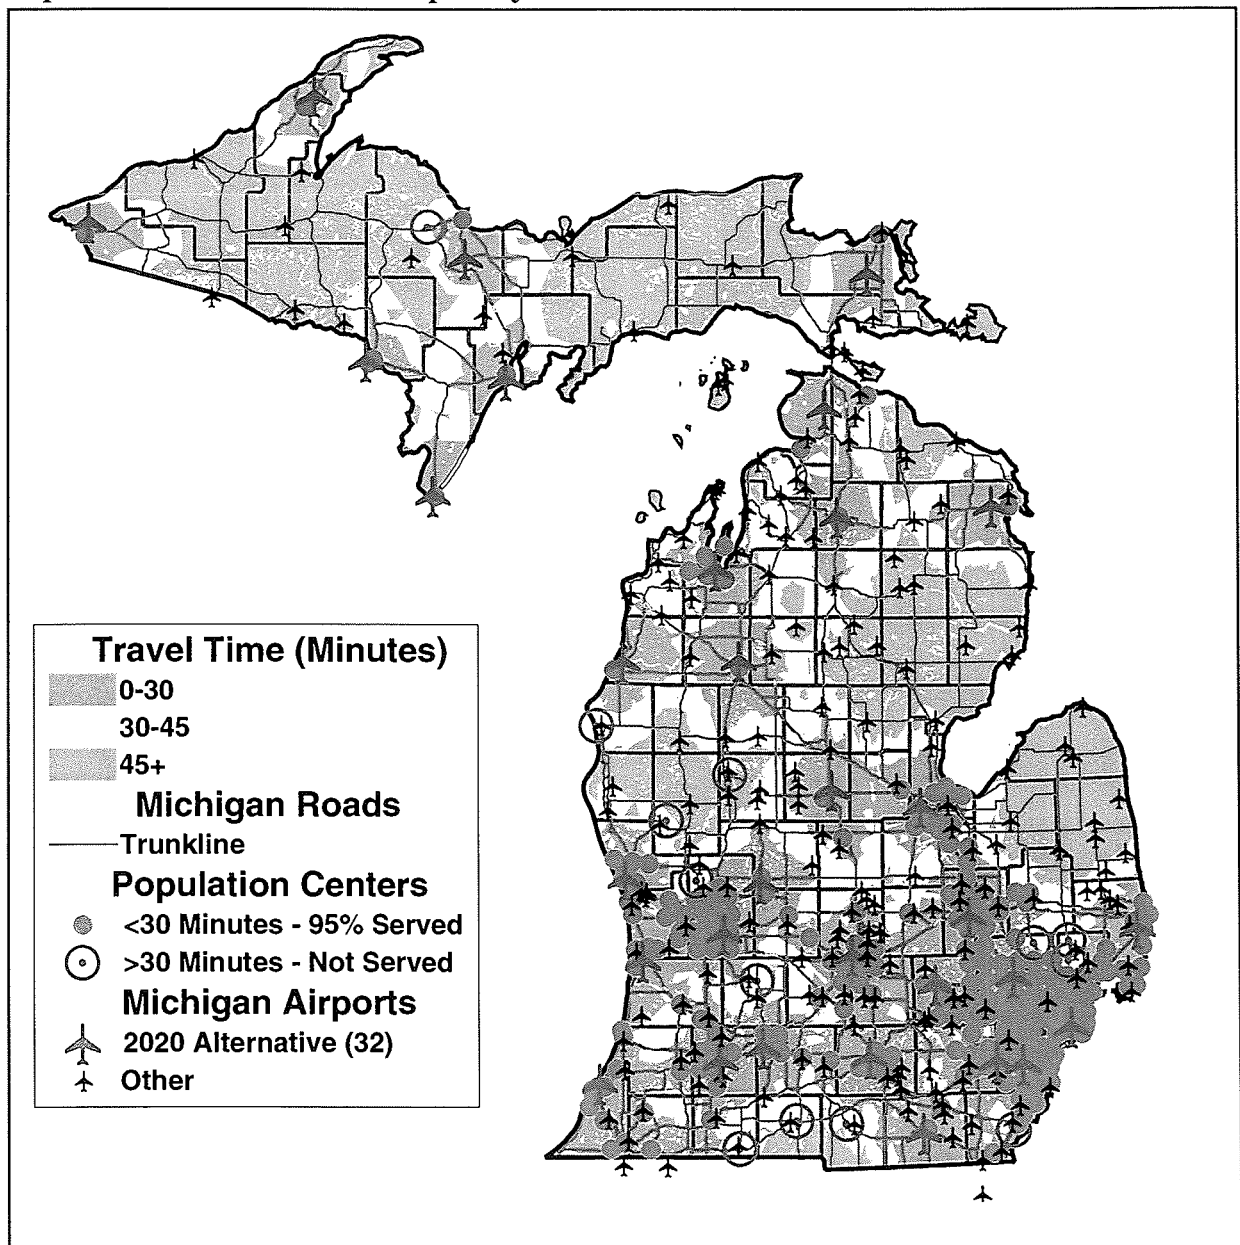 Travel Time (Minutes)
0-30
30-45
45+
Michigan Roads
Trunkline
Population Centers
<30 Minutes - 95% Served
>30 Minutes - Not Served
Michigan Airports
2020 Alternative (32)
Other